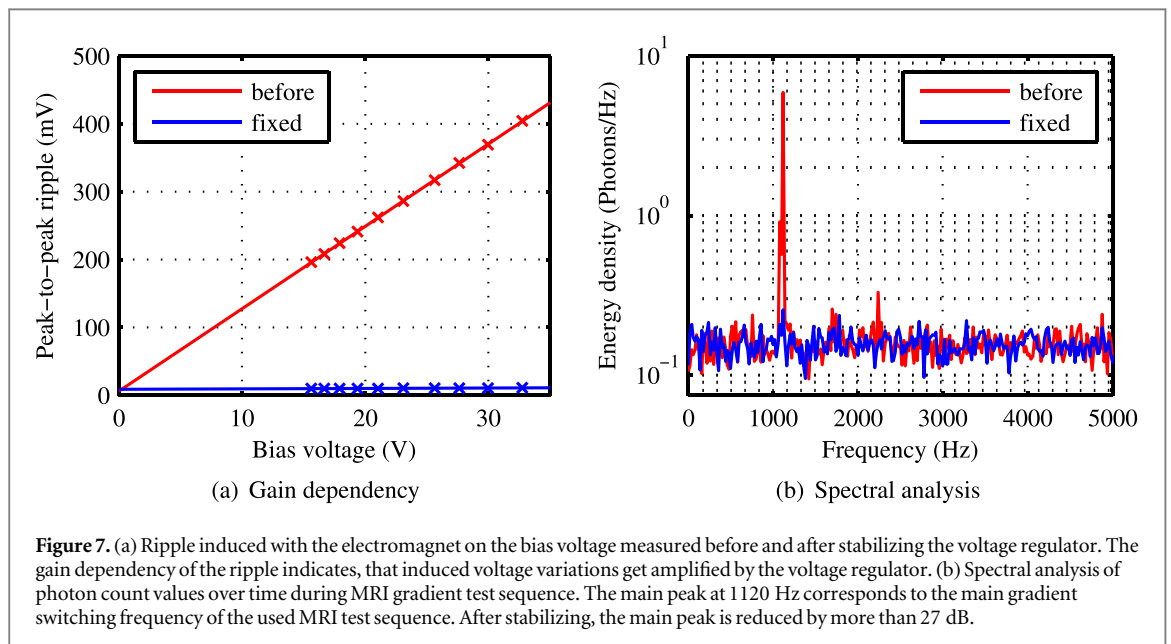 500
400
300
200
100
0
0
10
20
30
Peak-to-peak ripple (mV)
Bias voltage (V)
before
fixed
(a) Gain dependency
10^1
10^0
10^-1
0
1000
2000
3000
4000
5000
Energy density (Photons/Hz)
Frequency (Hz)
before
fixed
(b) Spectral analysis
Figure 7. (a) Ripple induced with the electromagnet on the bias voltage measured before and after stabilizing the voltage regulator. The
gain dependency of the ripple indicates, that induced voltage variations get amplified by the voltage regulator. (b) Spectral analysis of
photon count values over time during MRI gradient test sequence. The main peak at 1120 Hz corresponds to the main gradient
switching frequency of the used MRI test sequence. After stabilizing, the main peak is reduced by more than 27 dB.